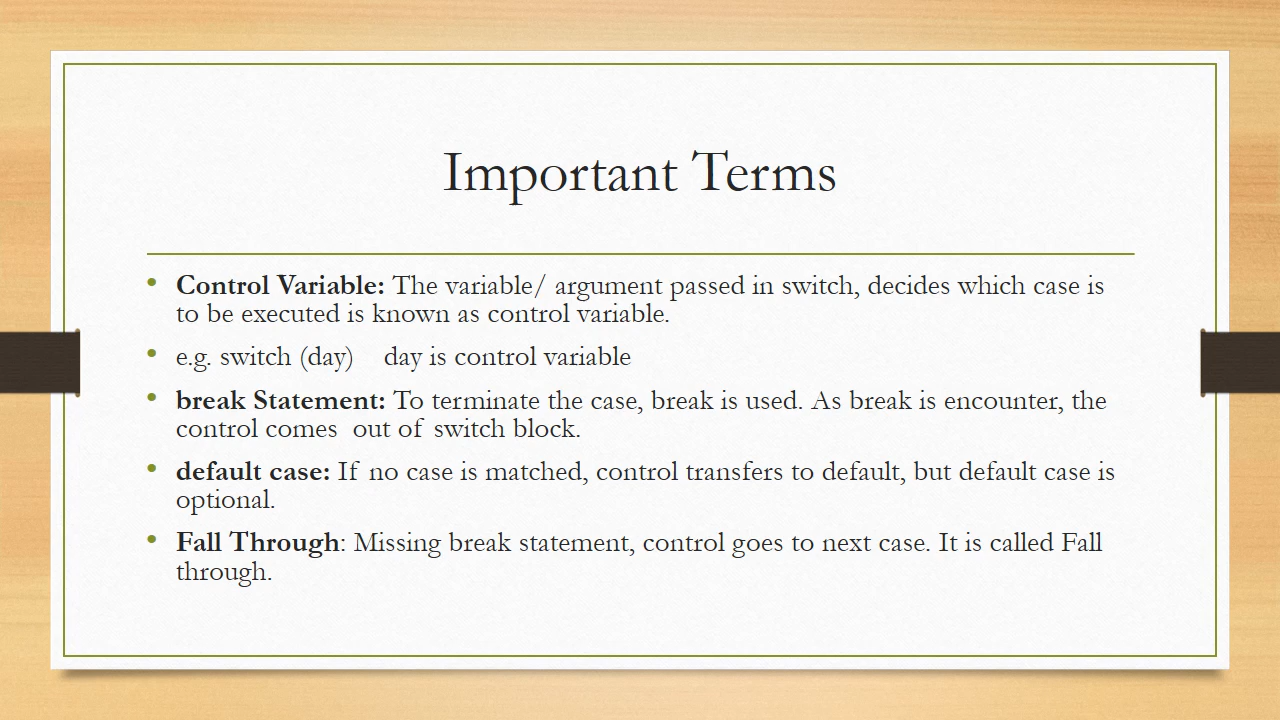 Important Terms
• Control Variable: The variable/ argument passed in switch, decides which case is
to be executed is known as control variable.
• e.g. switch (day)    day is control variable
• break Statement: To terminate the case, break is used. As break is encounter, the
control comes  out of switch block.
• default case: If no case is matched, control transfers to default, but default case is
optional.
• Fall Through: Missing break statement, control goes to next case. It is called Fall
through.